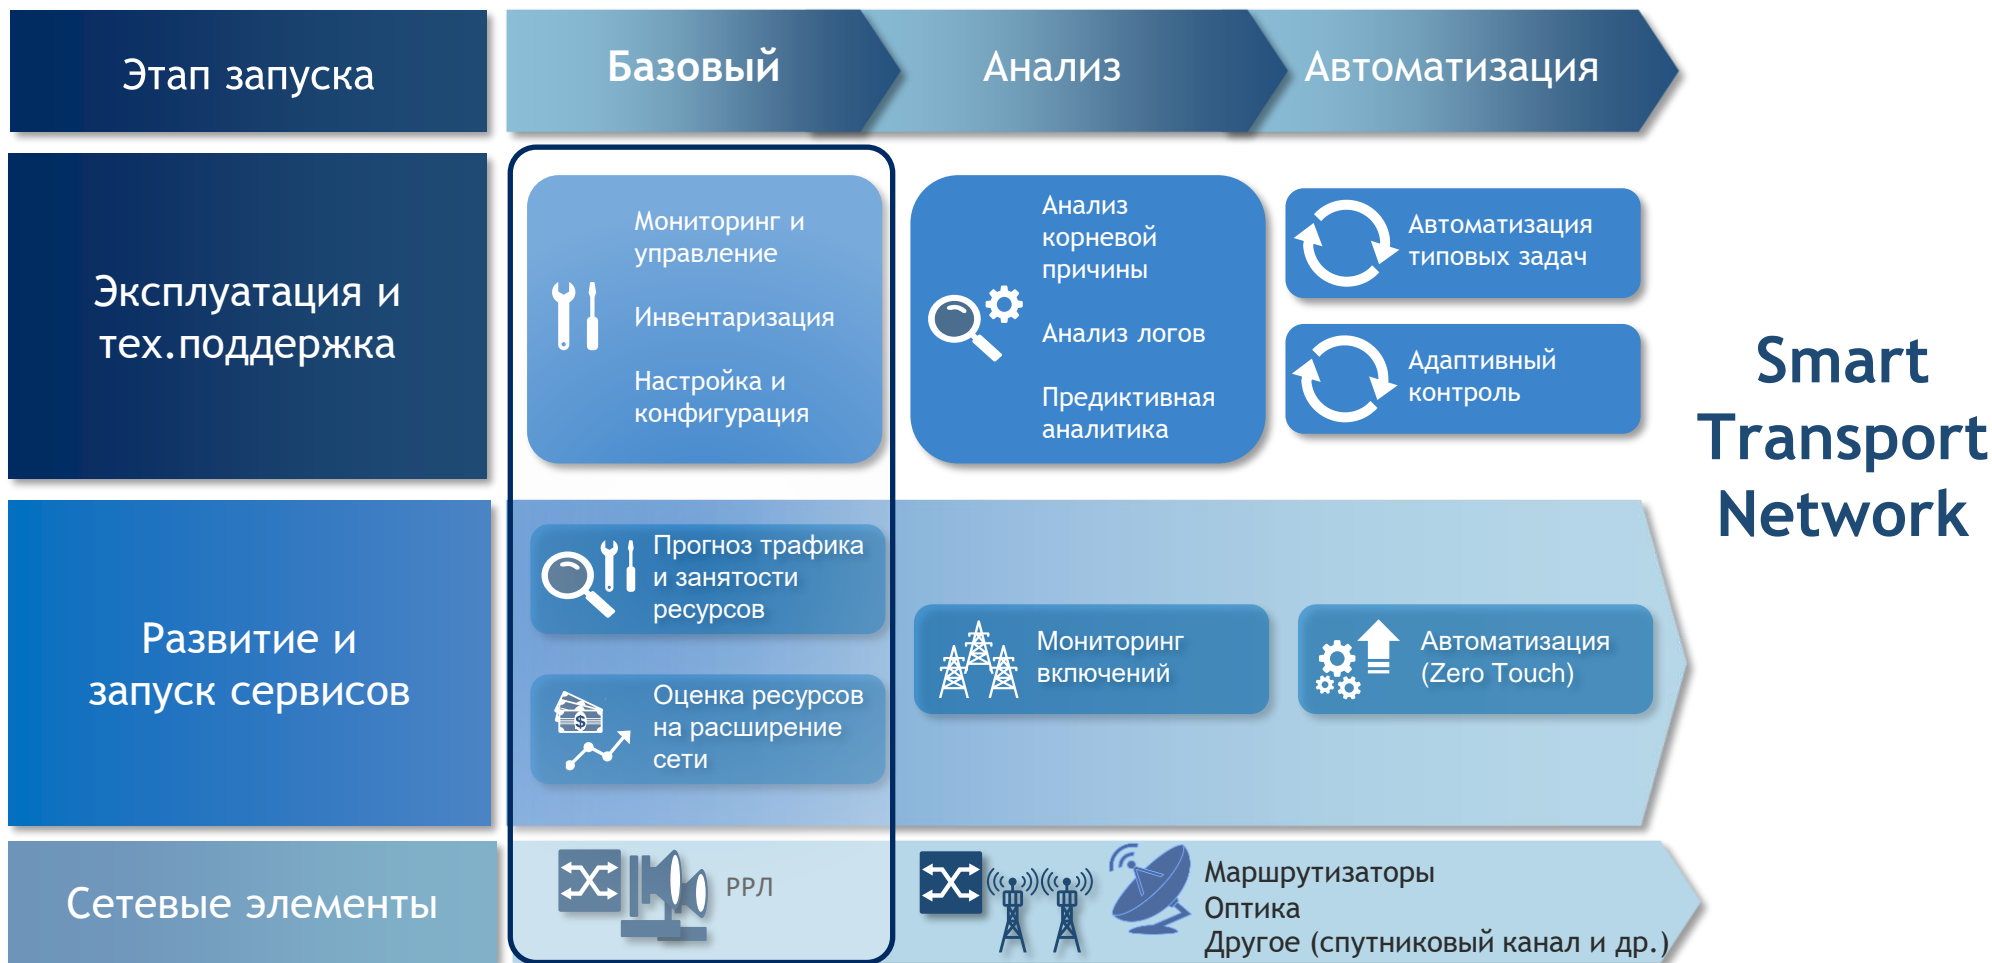 Этап запуска
Базовый
Анализ
Автоматизация
Эксплуатация и
тех.поддержка
Мониторинг и
управление
Инвентаризация
Настройка и
конфигурация
Анализ
корневой
причины
Анализ логов
Предиктивная
аналитика
Автоматизация
типовых задач
Адаптивный
контроль
Smart
Transport
Network
Развитие и
запуск сервисов
Прогноз трафика
и занятости
ресурсов
$
Оценка ресурсов
на расширение
сети
Мониторинг
включений
Автоматизация
(Zero Touch)
Сетевые элементы
РРЛ
Маршрутизаторы
Оптика
Другое (спутниковый канал и др.)